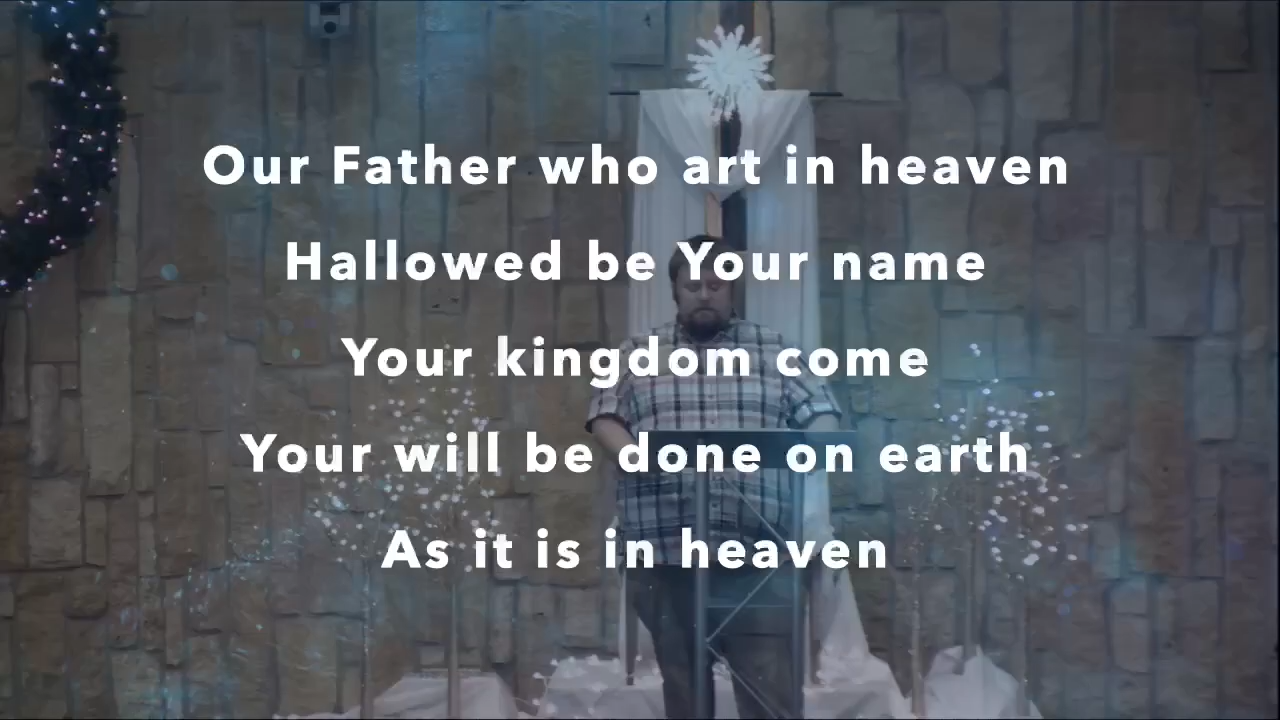 Our Father who art in heaven
Hallowed be Your name
Your kingdom come
Your will be done on earth
As it is in heaven